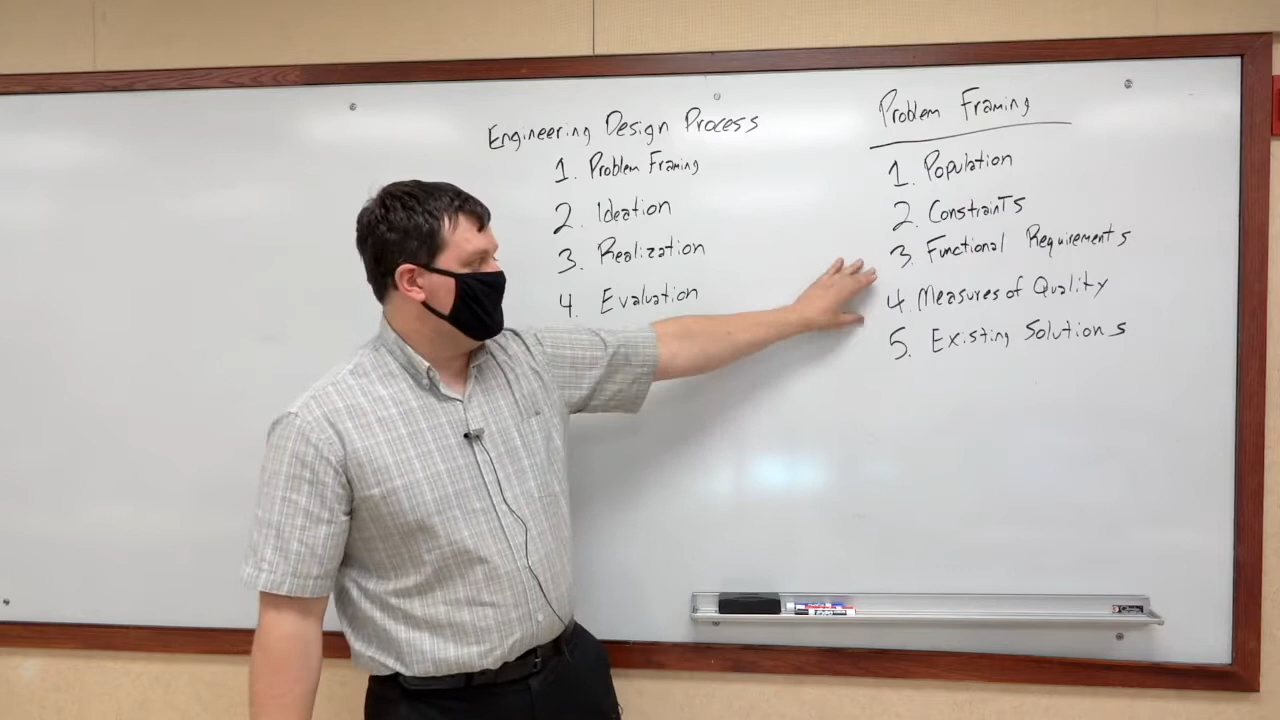 Engineering Design Process
1. Problem Framing
2. Ideation
3. Realization
4. Evaluation
Problem Framing
1. Population
2. Constraints
3. Functional Requirements
4. Measures of Quality
5. Existing Solutions